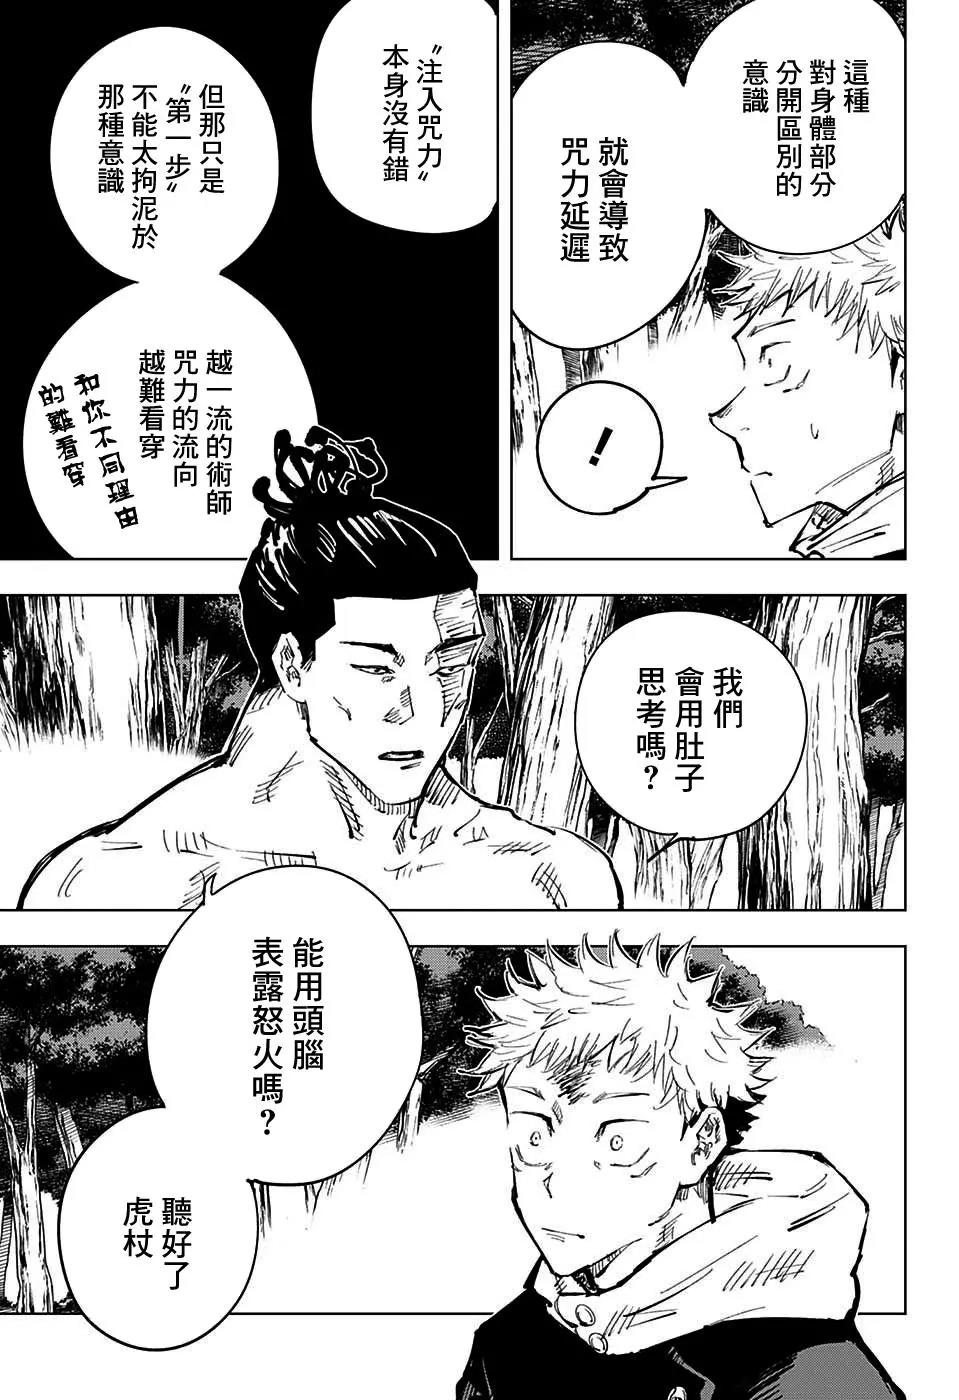 這種
對身體部分
分開區別的
意識
就會導致
咒力延遲
！
〝注入咒力〞
本身沒有錯
但那只是
〝第一步〞
不能太拘泥於
那種意識
越一流的術師
咒力的流向
越難看穿
和你不同理由
的難看穿
我們
會用肚子
思考嗎？
能用頭腦
表露怒火嗎？
聽好了
虎杖